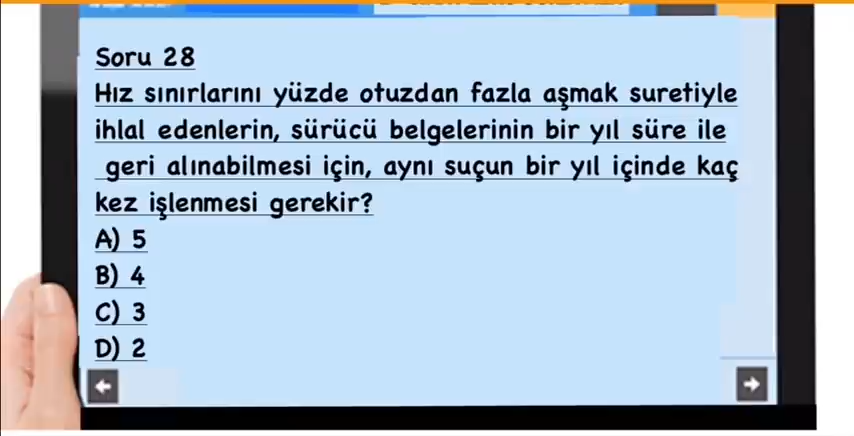 Soru 28
Hız sınırlarını yüzde otuzdan fazla aşmak suretiyle
ihlal edenlerin, sürücü belgelerinin bir yıl süre ile
geri alınabilmesi için, aynı suçun bir yıl içinde kaç
kez işlenmesi gerekir?
A) 5
B) 4
C) 3
D) 2